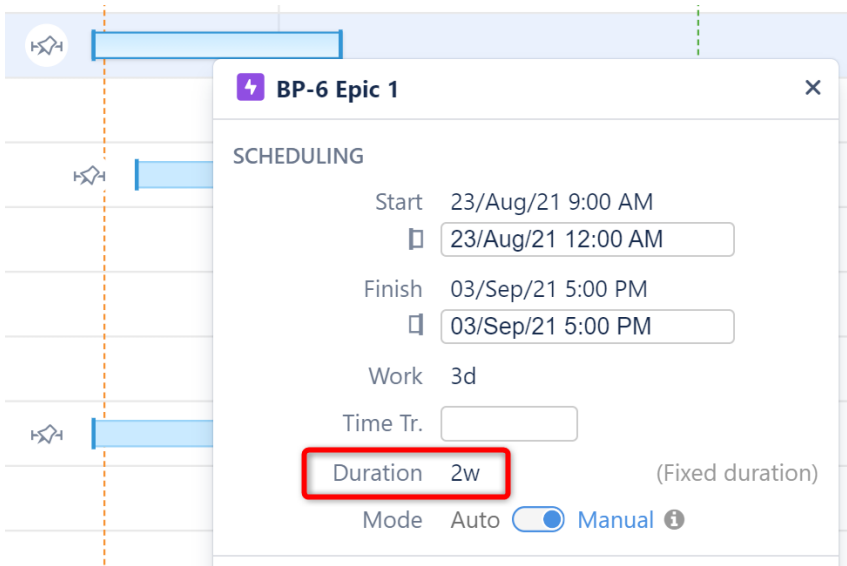 BP-6 Epic 1
SCHEDULING
Start 23/Aug/21 9:00 AM
23/Aug/21 12:00 AM
Finish 03/Sep/21 5:00 PM
03/Sep/21 5:00 PM
Work 3d
Time Tr.
Duration 2w (Fixed duration)
Mode Auto Manual